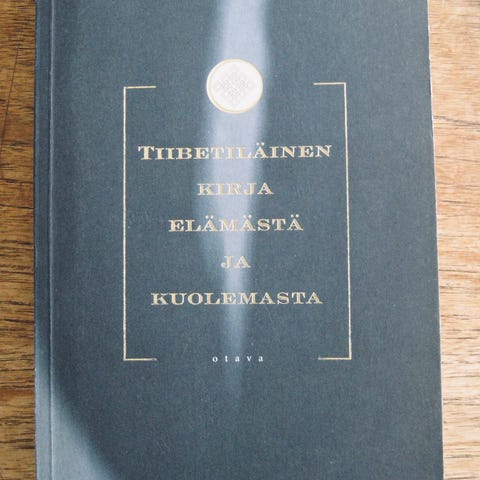 TIIBETILÄINEN
KIRJA
ELÄMÄSTÄ
JA
KUOLEMASTA
otava